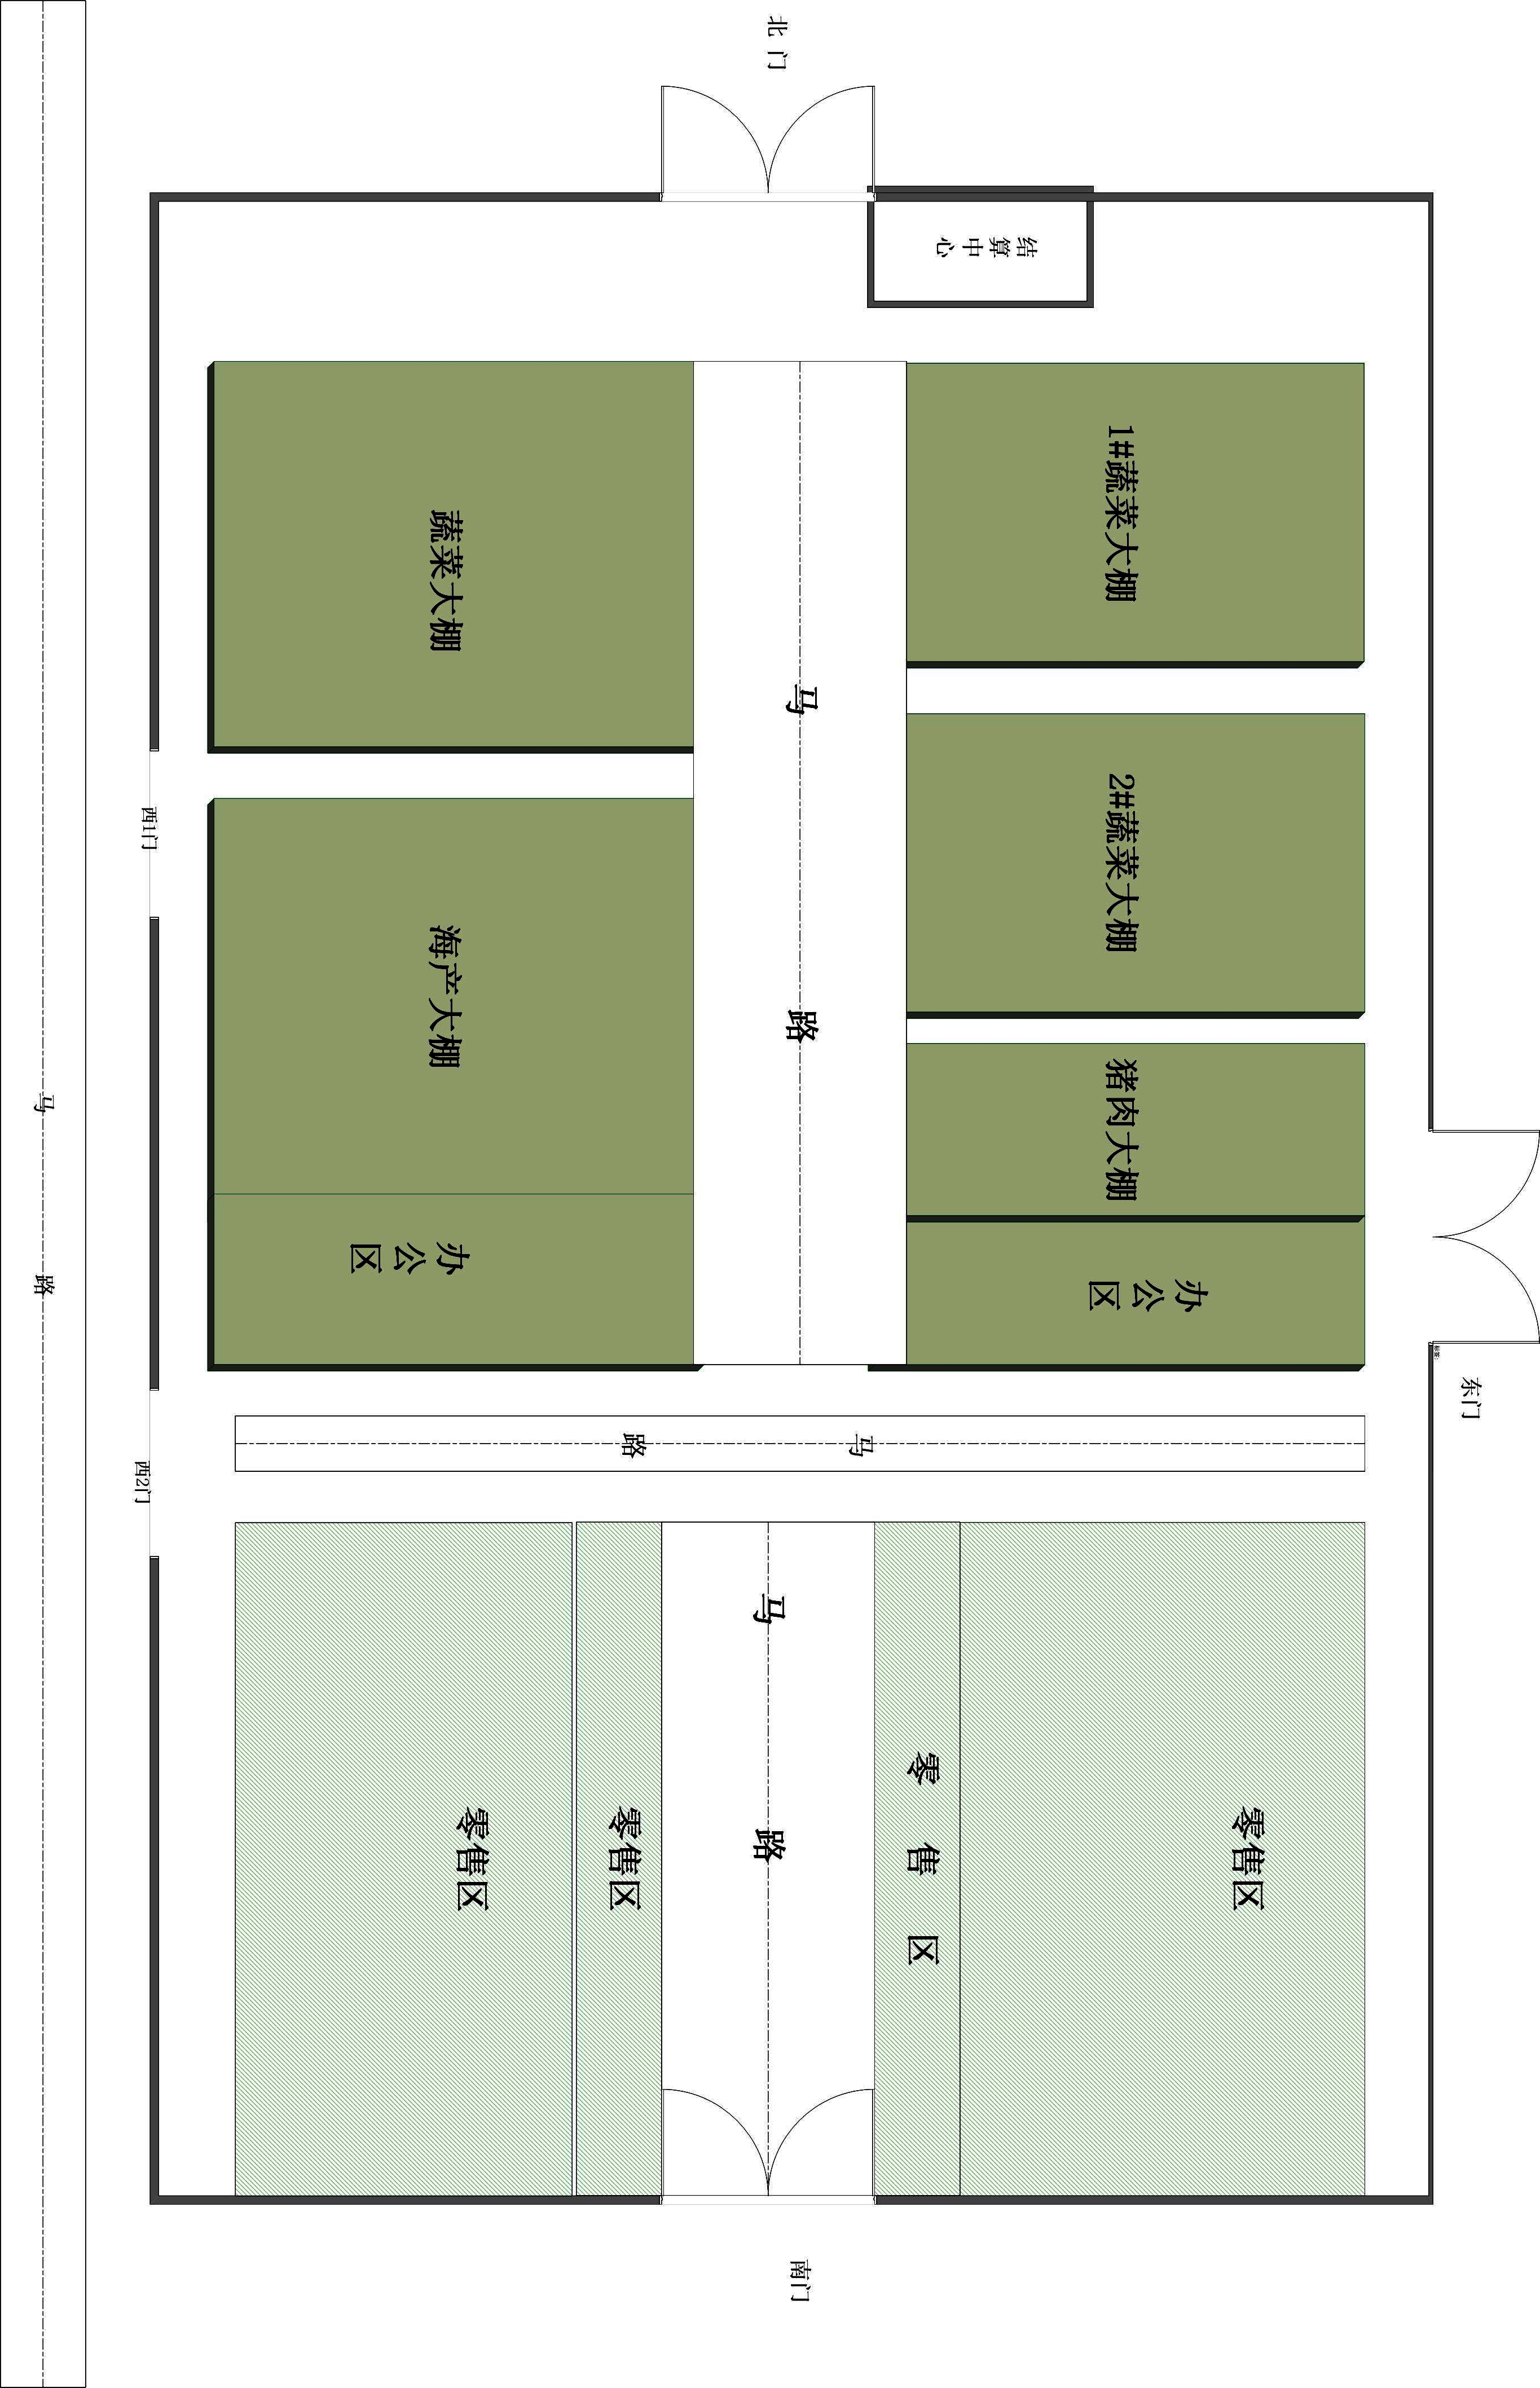 北 门
结算中心
1#蔬菜大棚
蔬菜大棚
马 路
2#蔬菜大棚
西1门
海产大棚
猪肉大棚
办公区
办公区
马 路
东门
马 路
西2门
马 路
零 售 区
零售区
零售区
零售区
南门